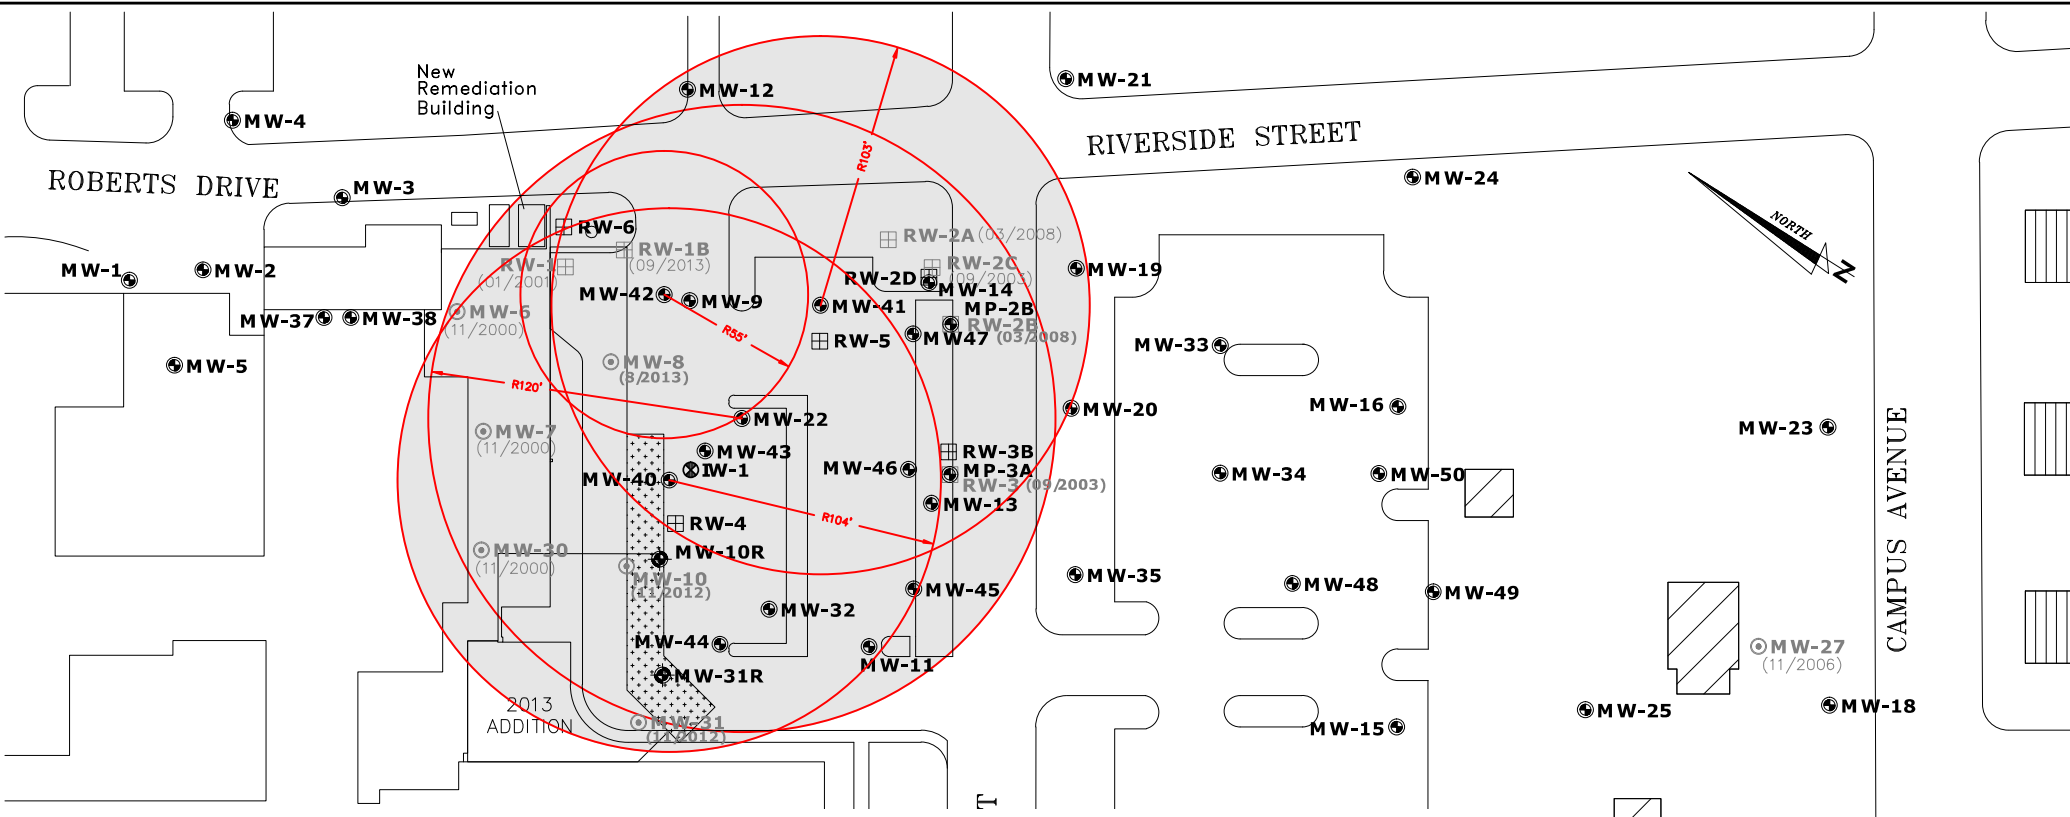 New
Remediation
Building
MW-12
MW-21
MW-4
R103'
RIVERSIDE STREET
ROBERTS DRIVE
MW-3
MW-24
RW-6
RW-2A (03/2008)
NORTH
N
RW-1B
(09/2013)
RW-1
(01/2001)
RW-2C
(09/2003)
MW-1
MW-2
RW-2D
MW-14
MW-19
MW-42
MW-9
MW-41
MP-2B
MW-37
MW-38
MW-6
(11/2000)
RW-2B
(03/2008)
R55'
RW-5
MW47
MW-33
MW-5
MW-8
(8/2013)
R120'
MW-22
MW-20
MW-16
MW-23
MW-7
(11/2000)
MW-43
RW-3B
IW-1
MW-46
MP-3A
MW-40
RW-3 (09/2003)
MW-34
MW-50
MW-13
R104'
RW-4
CAMPUS AVENUE
MW-30
(11/2000)
MW-10R
MW-10
(11/2012)
MW-35
MW-48
MW-49
MW-45
MW-32
MW-44
MW-11
MW-27
(11/2006)
MW-31R
2013
ADDITION
MW-31
(11/2012)
MW-15
MW-25
MW-18
T